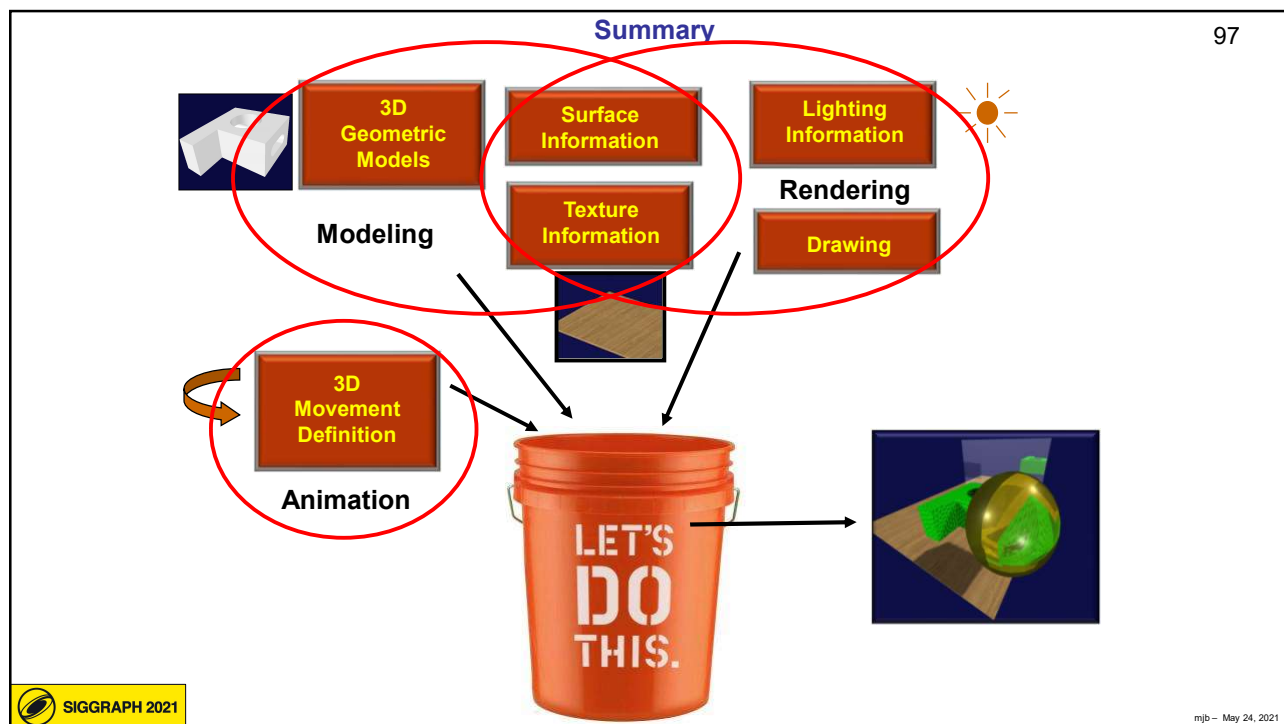 Summary
97
3D
Geometric
Models
Surface
Information
Lighting
Information
Rendering
Modeling
Texture
Information
Drawing
3D
Movement
Definition
Animation
LET'S
DO
THIS.
SIGGRAPH 2021
mjb – May 24, 2021